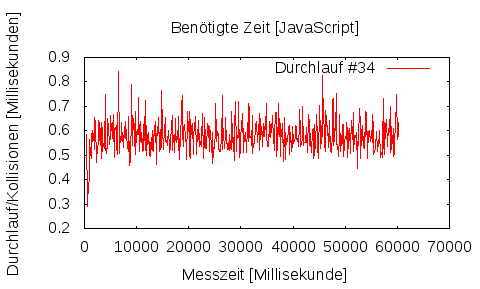 Benötigte Zeit [JavaScript]
Durchlauf/Kollisionen [Millisekunden]
Durchlauf #34
0.9
0.8
0.7
0.6
0.5
0.4
0.3
0.2
0 10000 20000 30000 40000 50000 60000 70000
Messzeit [Millisekunde]